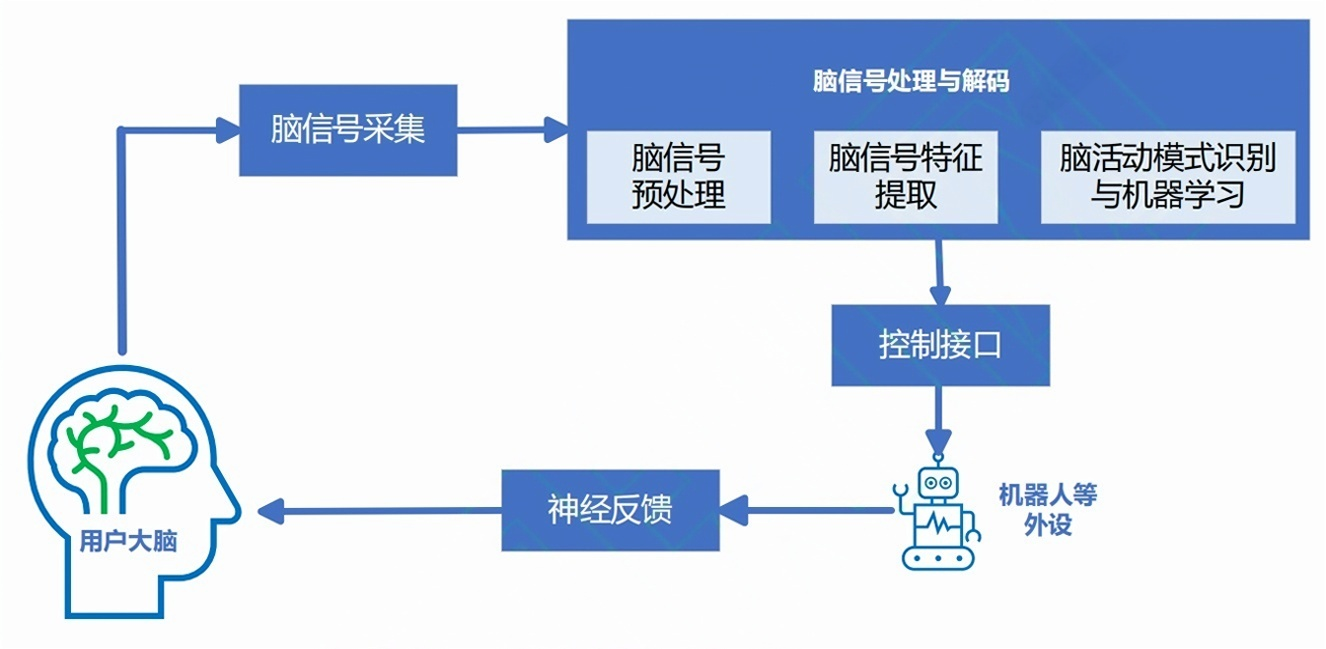 脑信号处理与解码
脑信号采集
脑信号
预处理
脑信号特征
提取
脑活动模式识别
与机器学习
控制接口
机器人等
外设
神经反馈
用户大脑